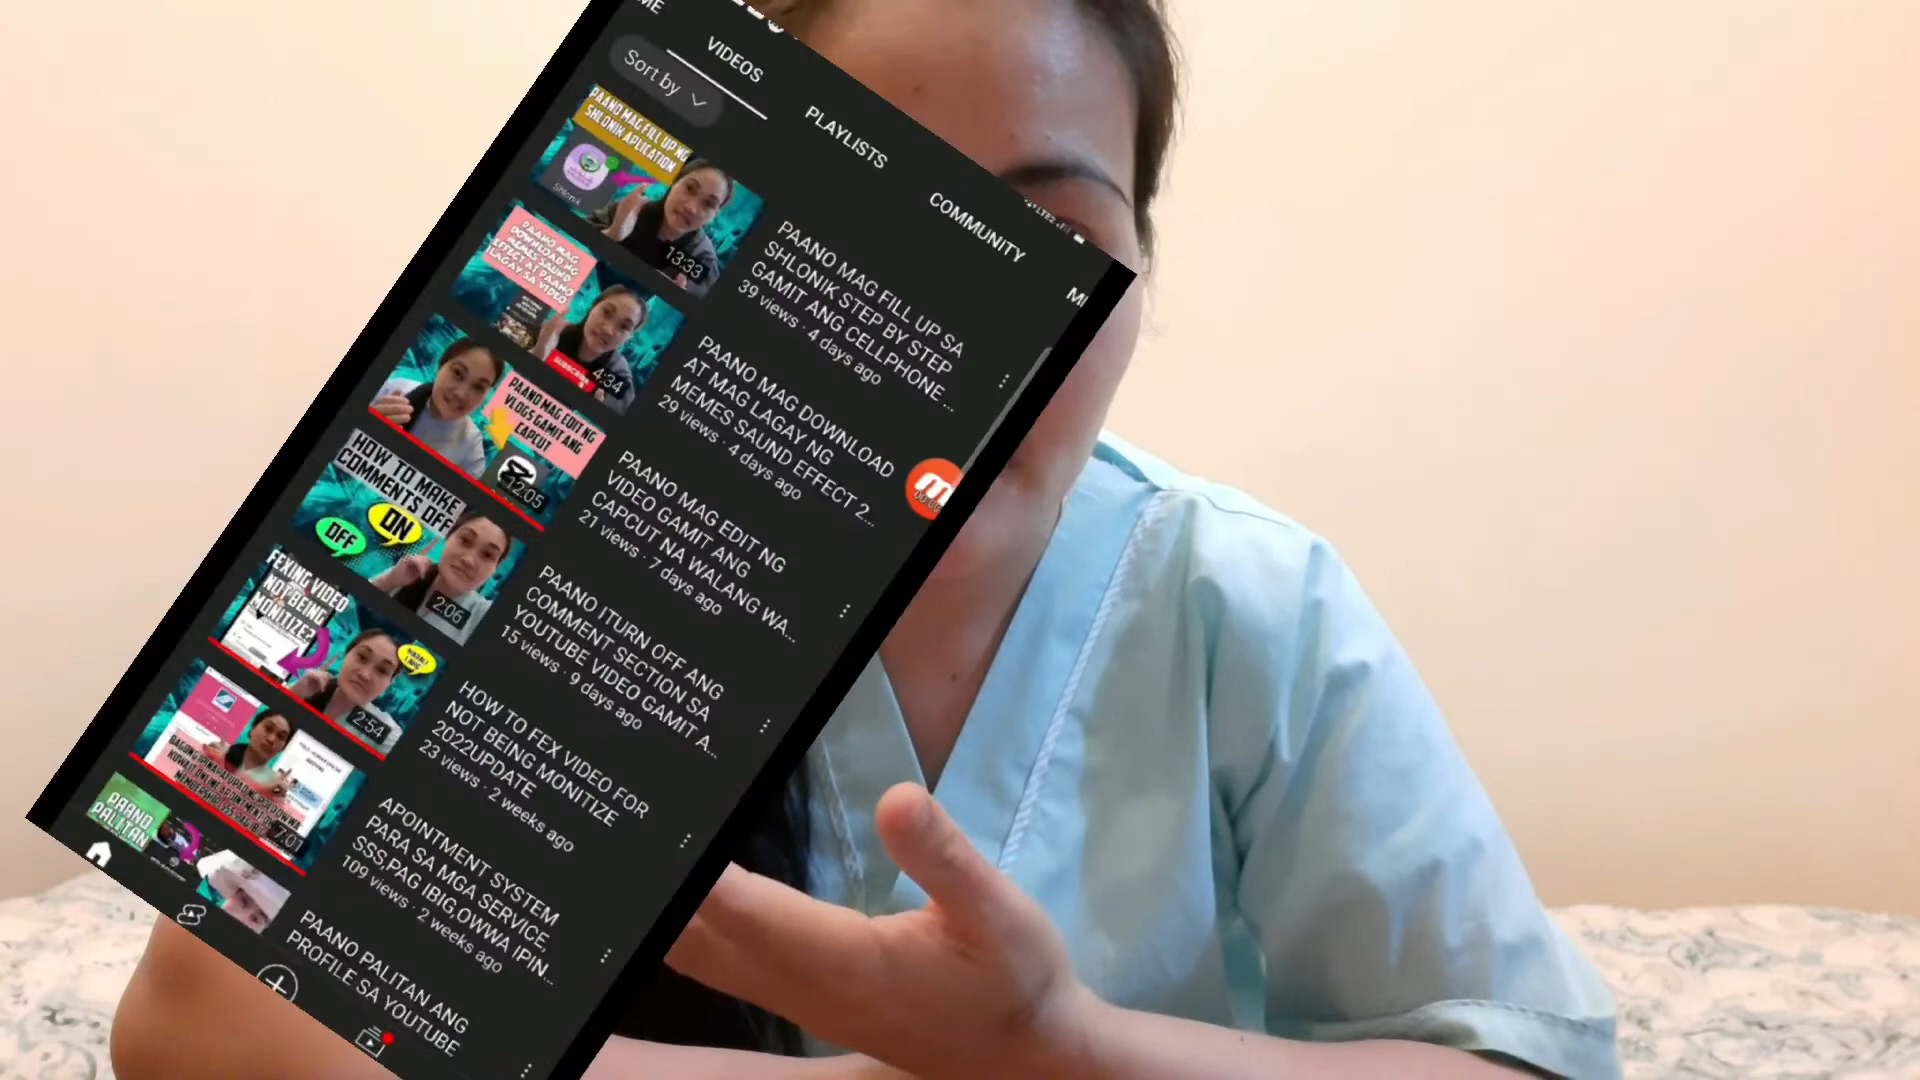 ME
VIDEOS
PLAYLISTS
COMMUNITY
Sort by
PAANO MAG FILL UP NG
SHLONIK APLICATION
Shlonik
13:33
PAANO MAG FILL UP SA
SHLONIK STEP BY STEP
GAMIT ANG CELLPHONE...
39 views · 4 days ago
PAANO MAG
DOWNLOAD NG
MEMES SAUND
EFFECT AT PAANO
ILAGAY SA VIDEO
SUBSCRIBE
4:34
PAANO MAG DOWNLOAD
AT MAG LAGAY NG
MEMES SAUND EFFECT 2...
29 views · 4 days ago
PAANO MAG EDIT NG
VLOGS GAMIT ANG
CAPCUT
12:05
PAANO MAG EDIT NG
VIDEO GAMIT ANG
CAPCUT NA WALANG WA...
21 views · 7 days ago
HOW TO MAKE
COMMENTS OFF
ON
OFF
2:06
PAANO ITURN OFF ANG
COMMENT SECTION SA
YOUTUBE VIDEO GAMIT A...
15 views · 9 days ago
FEXING VIDEO
NOT BEING
MONITIZE?
MADALI
LANG
2:54
HOW TO FEX VIDEO FOR
NOT BEING MONITIZE
2022UPDATE
23 views · 2 weeks ago
7:01
APOINTMENT SYSTEM
PARA SA MGA SERVICE,
SSS,PAG IBIG,OWWA IPIN...
109 views · 2 weeks ago
PAANO
PALITAN
PAANO PALITAN ANG
PROFILE SA YOUTUBE